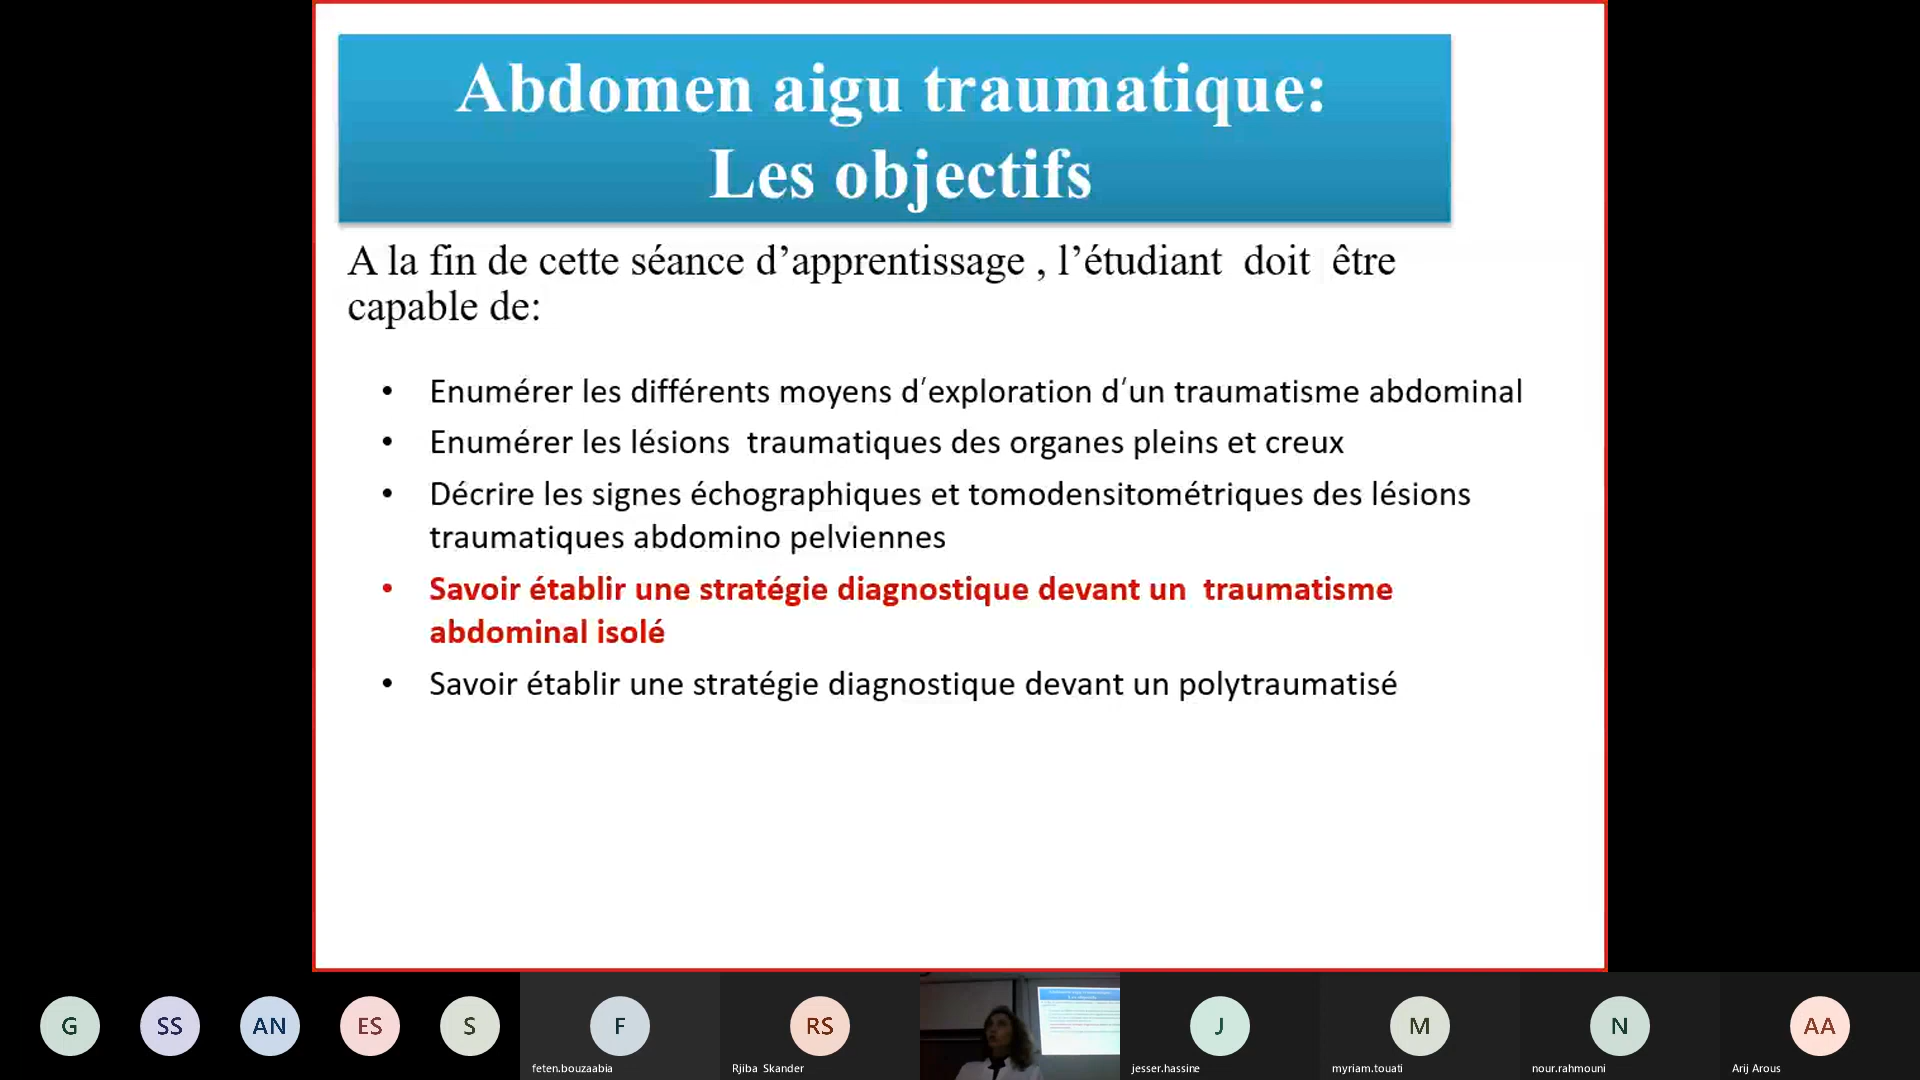 Abdomen aigu traumatique:
Les objectifs
A la fin de cette séance d’apprentissage , l’étudiant doit être
capable de:
• Enumérer les différents moyens d’exploration d’un traumatisme abdominal
• Enumérer les lésions traumatiques des organes pleins et creux
• Décrire les signes échographiques et tomodensitométriques des lésions
traumatiques abdomino pelviennes
• Savoir établir une stratégie diagnostique devant un traumatisme
abdominal isolé
• Savoir établir une stratégie diagnostique devant un polytraumatisé
G SS AN ES S F RS J M N AA
feten.bouzaabia Rjiba Skander jesser.hassine myriam.touati nour.rahmouni Arij Arous